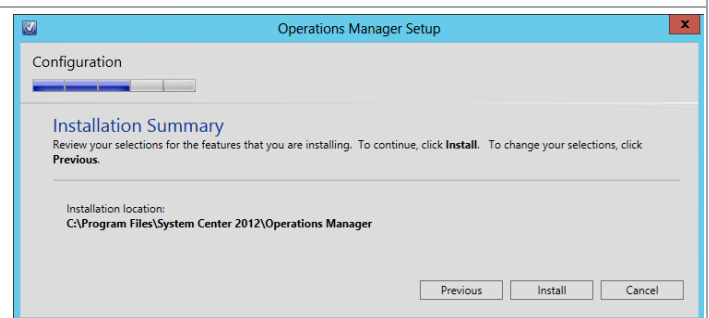 Operations Manager Setup
x
Configuration
Installation Summary
Review your selections for the features that you are installing. To continue, click Install. To change your selections, click
Previous.
Installation location:
C:\Program Files\System Center 2012\Operations Manager
Previous Install Cancel